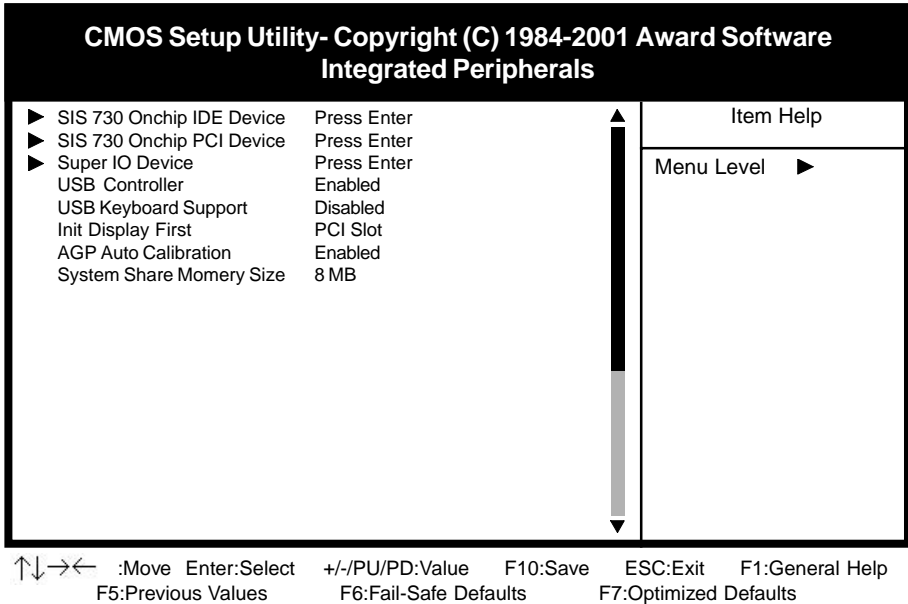 CMOS Setup Utility- Copyright (C) 1984-2001 Award Software
Integrated Peripherals
▶ SIS 730 Onchip IDE Device Press Enter
▶ SIS 730 Onchip PCI Device Press Enter
▶ Super IO Device Press Enter
USB Controller Enabled
USB Keyboard Support Disabled
Init Display First PCI Slot
AGP Auto Calibration Enabled
System Share Momery Size 8 MB
Item Help
Menu Level ▶
↑↓→← :Move Enter:Select +/-/PU/PD:Value F10:Save ESC:Exit F1:General Help
F5:Previous Values F6:Fail-Safe Defaults F7:Optimized Defaults